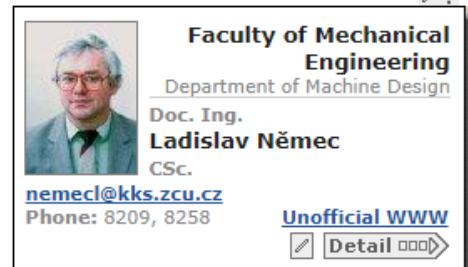 Faculty of Mechanical
Engineering
Department of Machine Design
Doc. Ing.
Ladislav Němec
CSc.
nemecl@kks.zcu.cz
Phone: 8209, 8258
Unofficial WWW
Detail